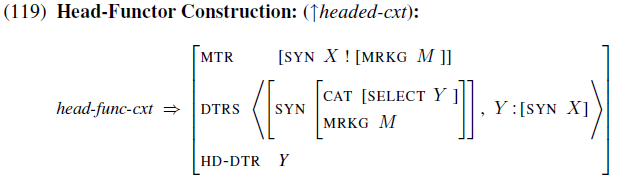 (119) Head-Functor Construction: (↑headed-cxt):
MTR [SYN X ! [MRKG M ]]
head-func-cxt ⇒ DTRS ⟨[SYN [CAT [SELECT Y ] MRKG M]], Y :[SYN X]⟩
HD-DTR Y